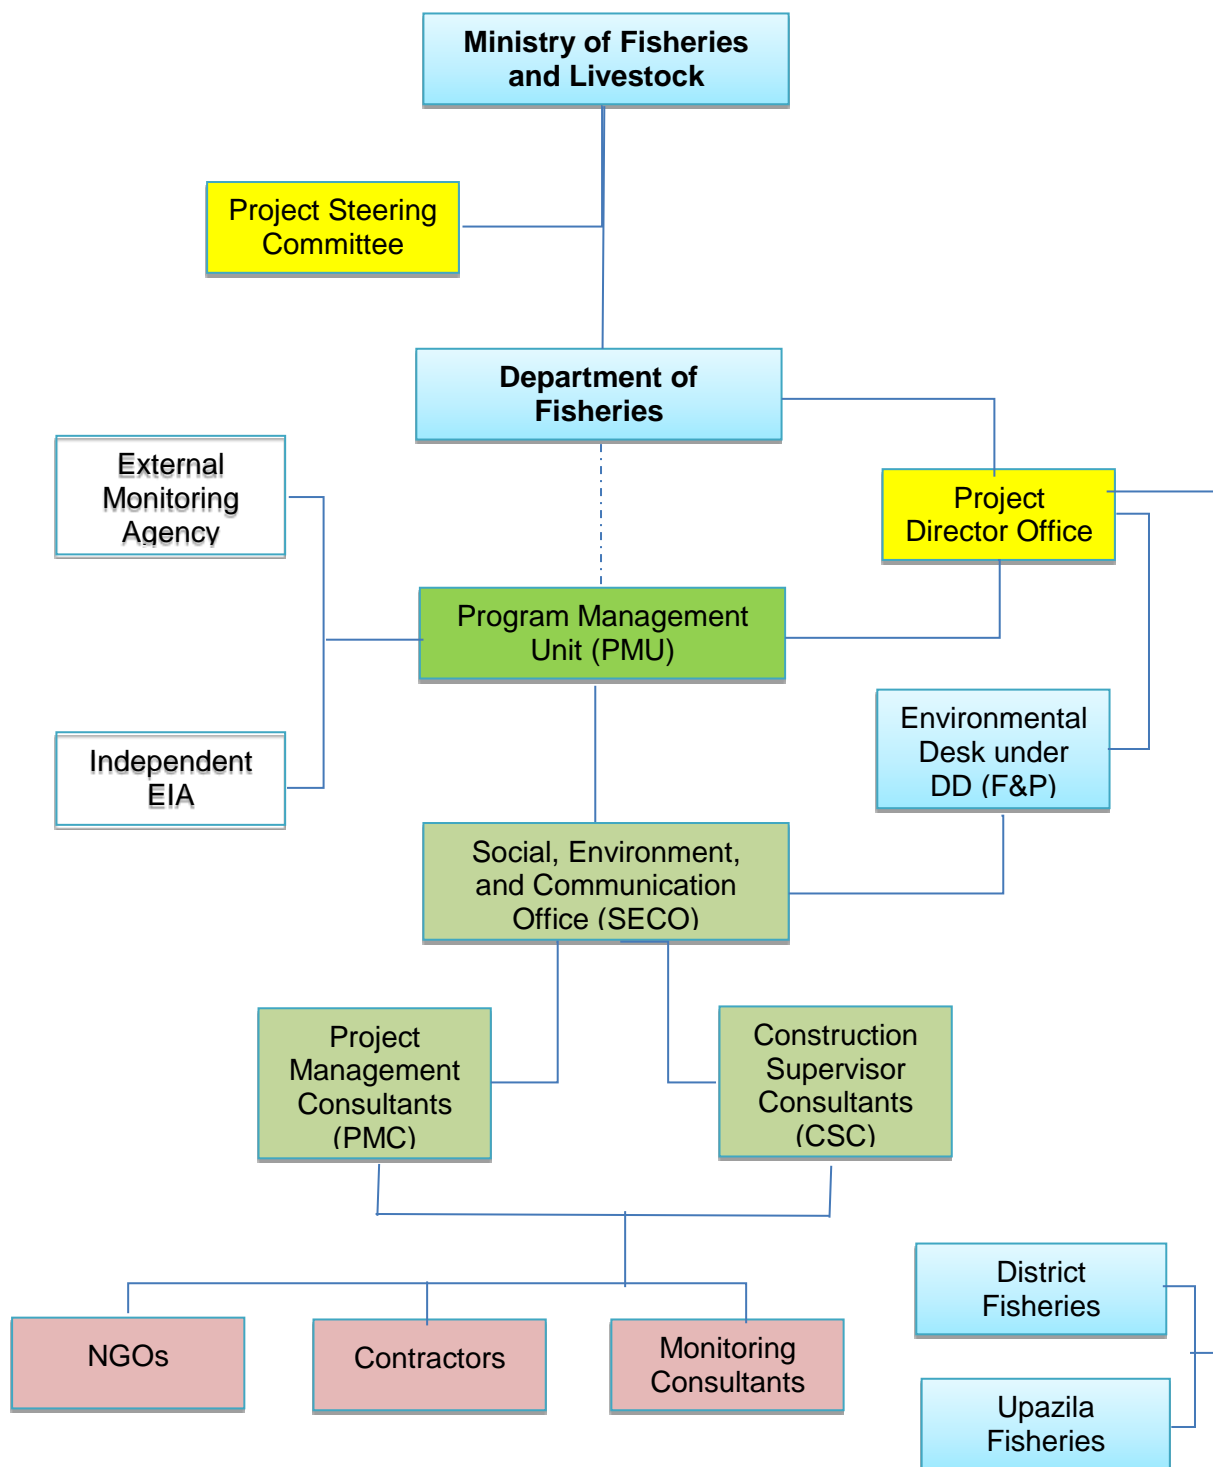 Ministry of Fisheries
and Livestock
Project Steering
Committee
Department of
Fisheries
External
Monitoring
Agency
Project
Director Office
Program Management
Unit (PMU)
Environmental
Desk under
DD (F&P)
Independent
EIA
Social, Environment,
and Communication
Office (SECO)
Project
Management
Consultants
(PMC)
Construction
Supervisor
Consultants
(CSC)
District
Fisheries
NGOs
Contractors
Monitoring
Consultants
Upazila
Fisheries